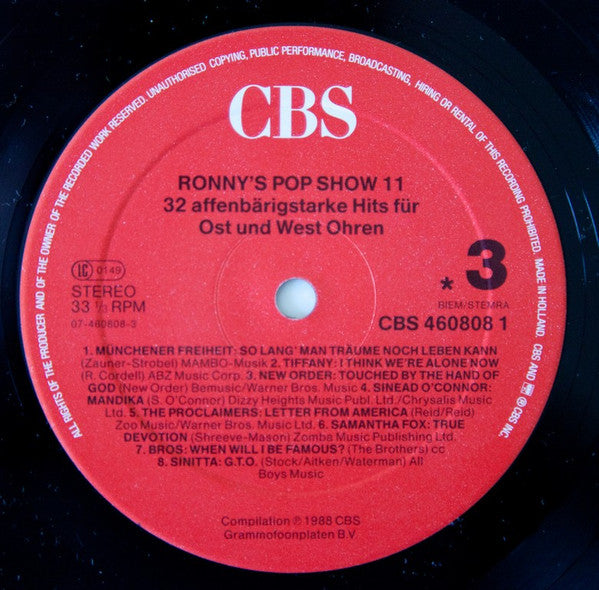 ALL RIGHTS OF THE PRODUCER AND OF THE OWNER OF THE RECORDED WORK RESERVED. UNAUTHORISED COPYING, PUBLIC PERFORMANCE, BROADCASTING, HIRING OR RENTAL OF THIS RECORDING PROHIBITED. MADE IN HOLLAND. CBS AND ℗ © CBS INC.
CBS
RONNY'S POP SHOW 11
32 affenbärigstarke Hits für
Ost und West Ohren
LC 0149
STEREO
33 ⅓ RPM
07-460808-3
* 3
BIEM/STEMRA
CBS 460808 1
1. MÜNCHENER FREIHEIT: SO LANG' MAN TRÄUME NOCH LEBEN KANN
(Zauner-Strobel) MAMBO-Musik 2. TIFFANY: I THINK WE'RE ALONE NOW
(R. Cordell) ABZ Music Corp. 3. NEW ORDER: TOUCHED BY THE HAND OF
GOD (New Order) Bemusic/Warner Bros. Music 4. SINEAD O'CONNOR:
MANDIKA (S. O'Connor) Dizzy Heights Music Publ. Ltd./Chrysalis Music
Ltd. 5. THE PROCLAIMERS: LETTER FROM AMERICA (Reid/Reid)
Zoo Music/Warner Bros. Music Ltd. 6. SAMANTHA FOX: TRUE
DEVOTION (Shreeve-Mason) Zomba Music Publishing Ltd.
7. BROS: WHEN WILL I BE FAMOUS? (The Brothers) cc
8. SINITTA: G.T.O. (Stock/Aitken/Waterman) All
Boys Music
Compilation ℗ 1988 CBS
Grammofoonplaten B.V